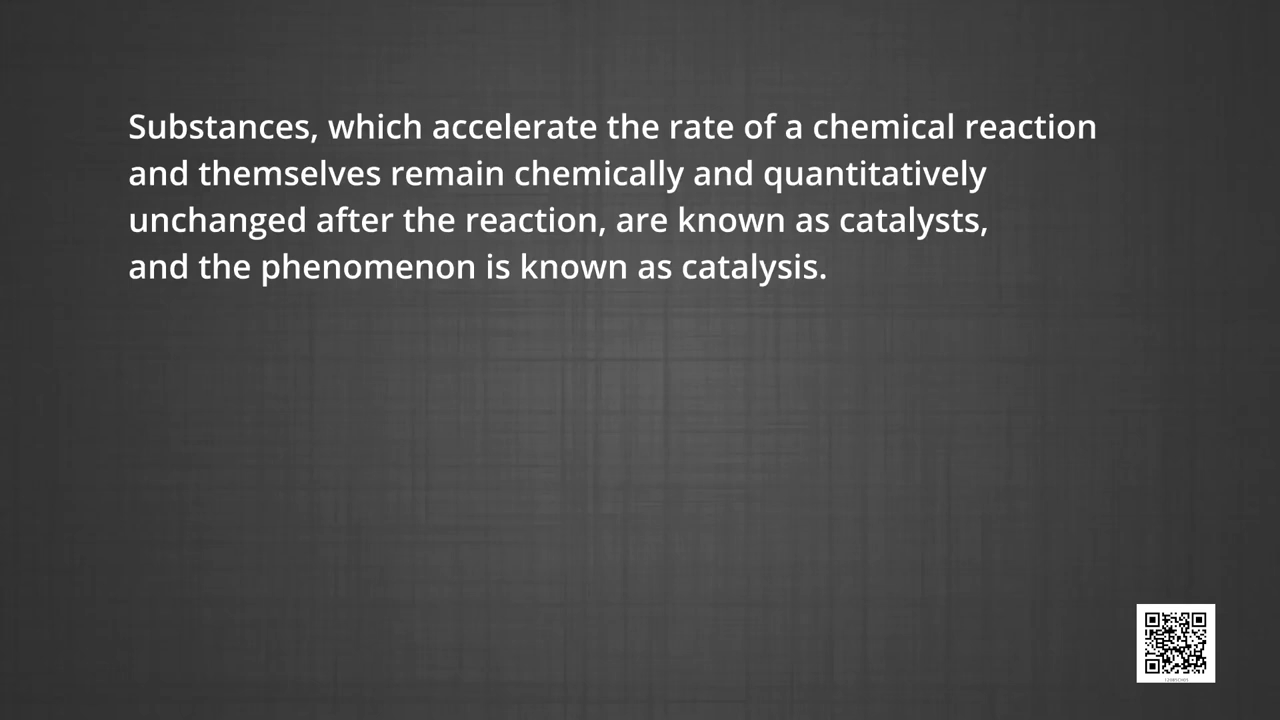 Substances, which accelerate the rate of a chemical reaction
and themselves remain chemically and quantitatively
unchanged after the reaction, are known as catalysts,
and the phenomenon is known as catalysis.